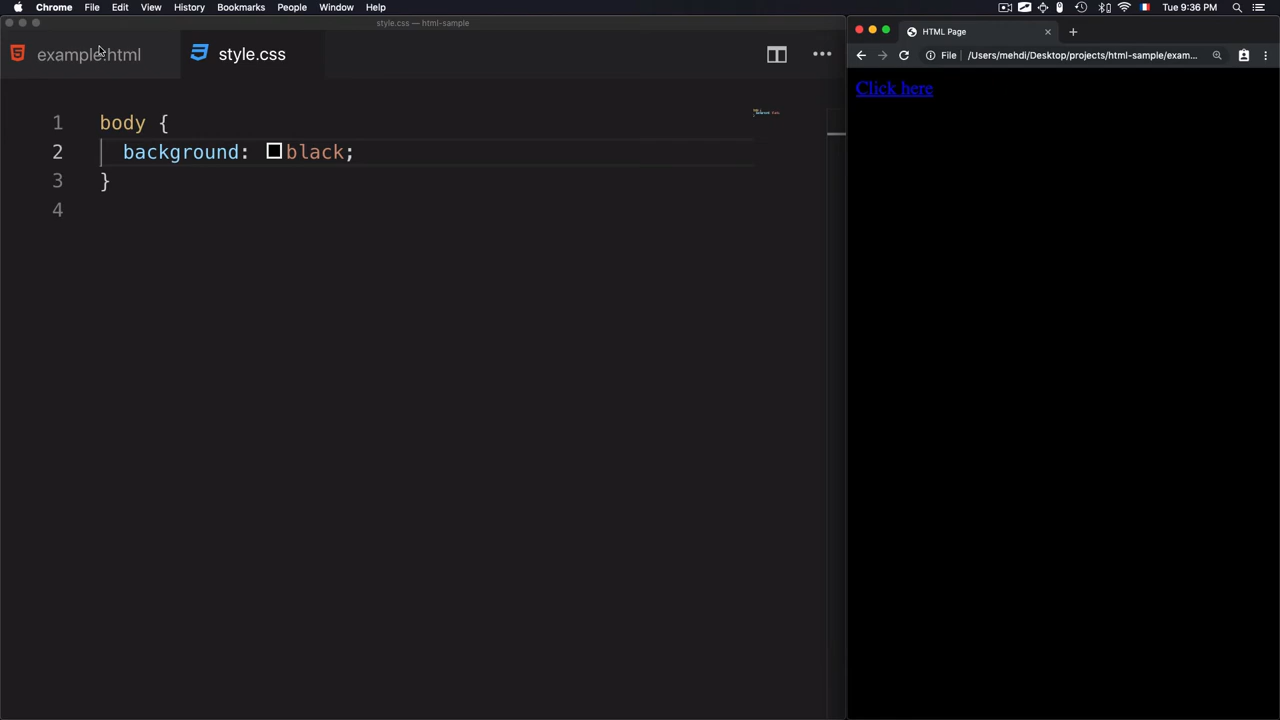 Chrome File Edit View History Bookmarks People Window Help Tue 9:36 PM
style.css — html-sample
HTML Page
example.html style.css
File /Users/mehdi/Desktop/projects/html-sample/exam...
Click here
1 body {
2 background: black;
3 }
4